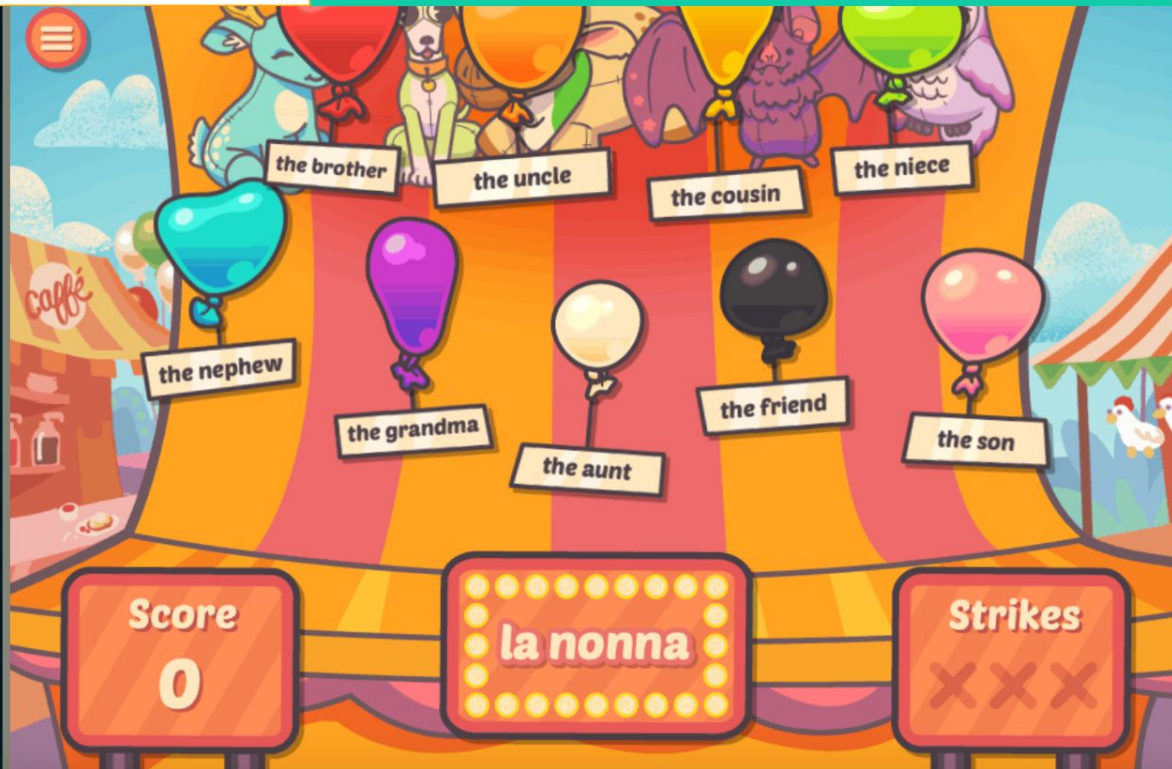 the brother
the uncle
the cousin
the niece
caffé
the nephew
the grandma
the aunt
the friend
the son
Score
0
la nonna
Strikes